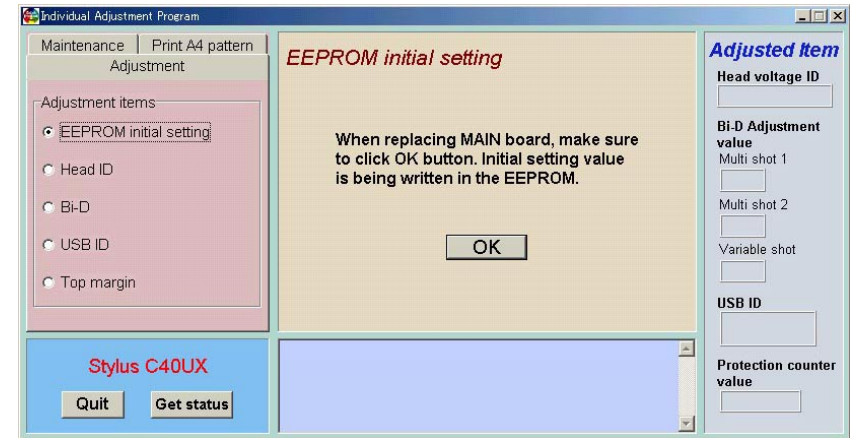 Individual Adjustment Program
Maintenance
Print A4 pattern
Adjustment
Adjustment items
EEPROM initial setting
Head ID
Bi-D
USB ID
Top margin
Stylus C40UX
Quit
Get status
EEPROM initial setting
When replacing MAIN board, make sure
to click OK button. Initial setting value
is being written in the EEPROM.
OK
Adjusted Item
Head voltage ID
Bi-D Adjustment
value
Multi shot 1
Multi shot 2
Variable shot
USB ID
Protection counter
value